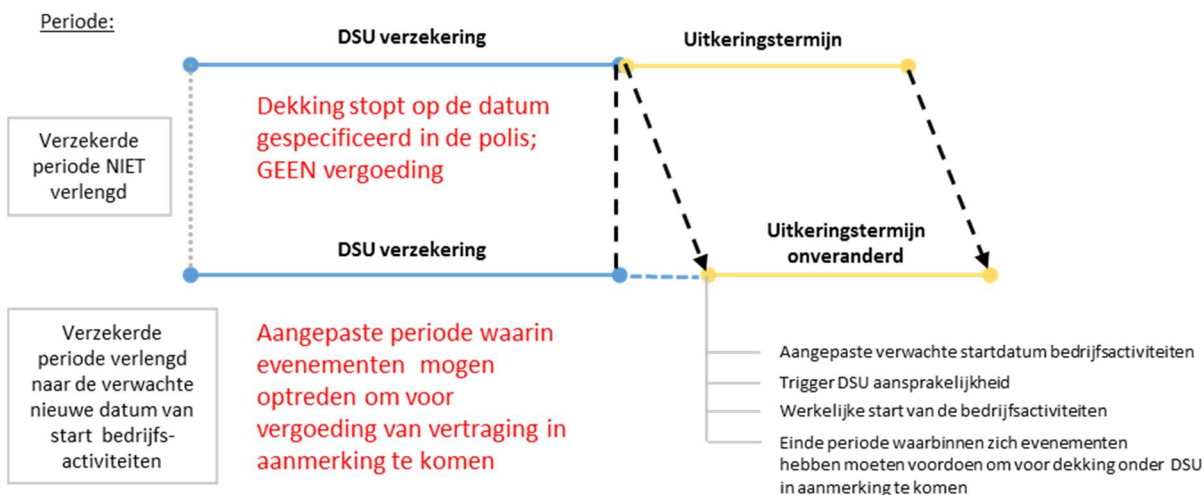 Periode:
DSU verzekering
Uitkeringstermijn
Verzekerde
periode NIET
verlengd
Dekking stopt op de datum
gespecificeerd in de polis;
GEEN vergoeding
DSU verzekering
Uitkeringstermijn
onveranderd
Verzekerde
periode verlengd
naar de verwachte
nieuwe datum van
start bedrijfs-
activiteiten
Aangepaste periode waarin
evenementen mogen
optreden om voor
vergoeding van vertraging in
aanmerking te komen
Aangepaste verwachte startdatum bedrijfsactiviteiten
Trigger DSU aansprakelijkheid
Werkelijke start van de bedrijfsactiviteiten
Einde periode waarbinnen zich evenementen
hebben moeten voordoen om voor dekking onder DSU
in aanmerking te komen